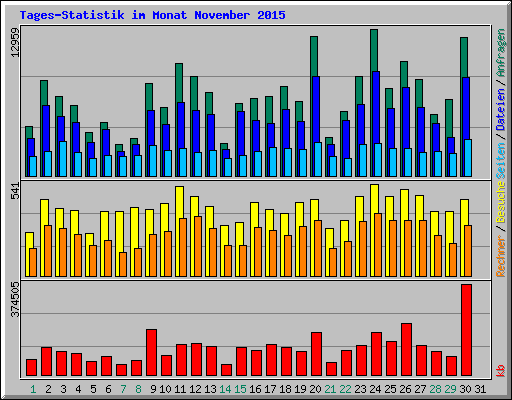 Tages-Statistik im Monat November 2015
12959
541
374505
Rechner / Besuche
Seiten / Dateien / Anfragen
kb
1 2 3 4 5 6 7 8 9 10 11 12 13 14 15 16 17 18 19 20 21 22 23 24 25 26 27 28 29 30 31